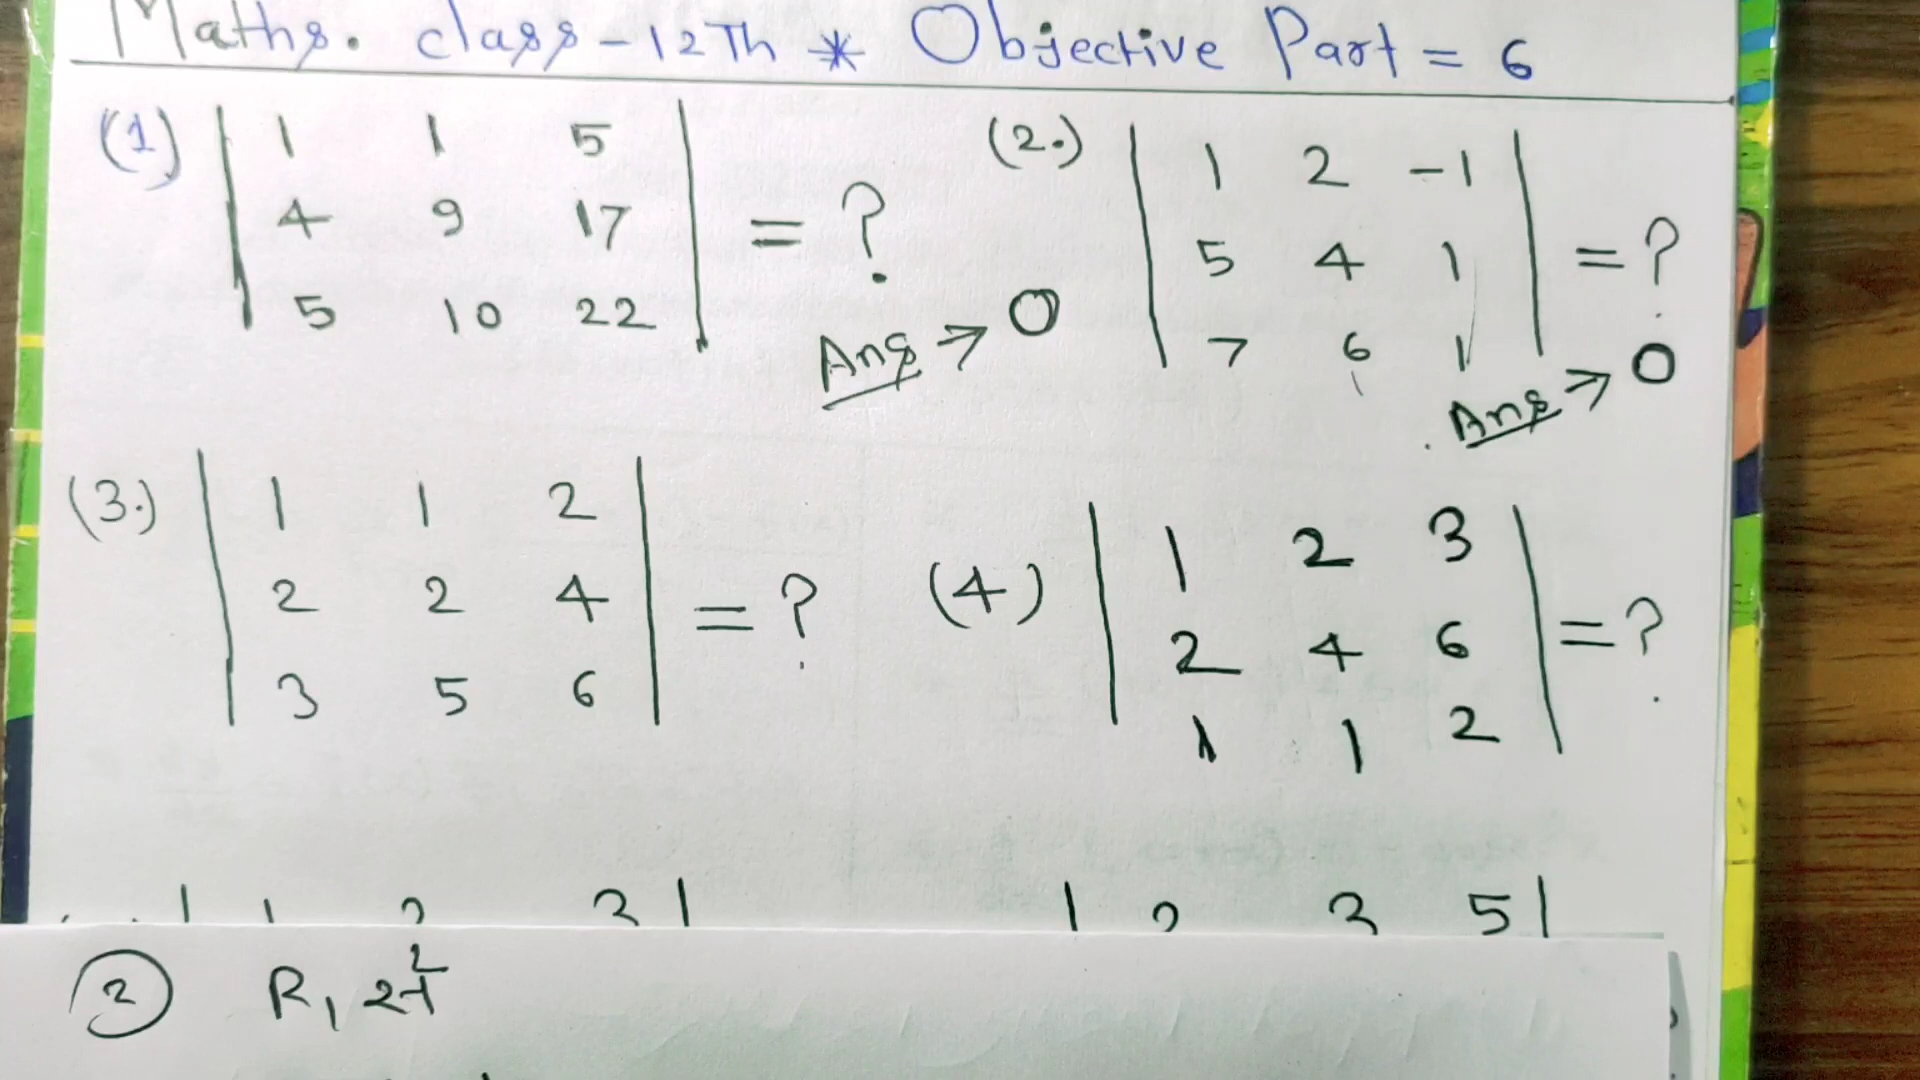 Maths. class-12Th * Objective Part = 6
(1) | 1 1 5 |
| 4 9 17 | = ?
| 5 10 22 |
Ans → 0
(2.) | 1 2 -1 |
| 5 4 1 | = ?
| 7 6 1 |
Ans → 0
(3.) | 1 1 2 |
| 2 2 4 | = ?
| 3 5 6 |
(4) | 1 2 3 |
| 2 4 6 | = ?
| 1 1 2 |
5
2 R1